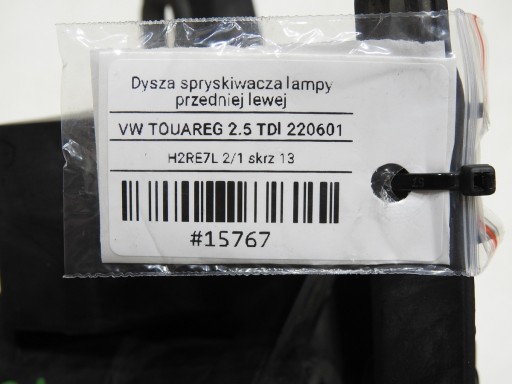 Dysza spryskiwacza lampy
przedniej lewej
VW TOUAREG 2.5 TDI 220601
H2RE7L 2/1 skrz 13
#15767